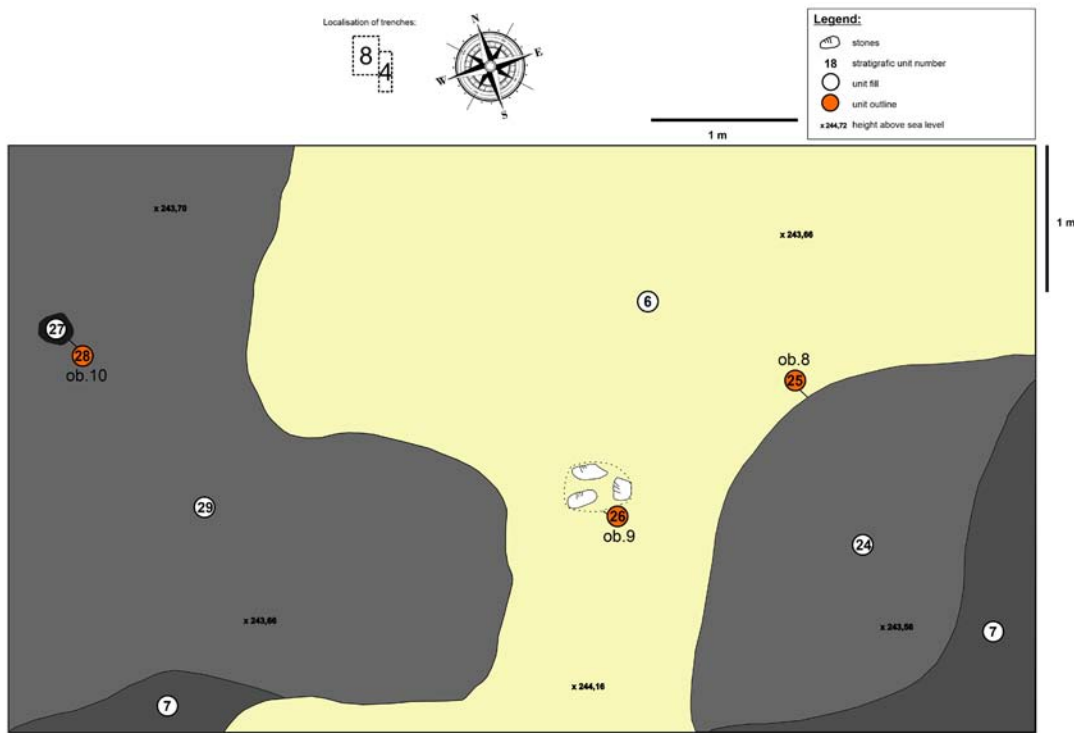 Localisation of trenches:
8
4
N
E
W
S
1 m
Legend:
stones
18 stratigrafic unit number
unit fill
unit outline
x 244,72 height above sea level
1 m
x 243,70
x 243,66
6
27
28
ob.10
ob.8
25
29
26
ob.9
24
x 243,66
x 243,56
7
x 244,16
7